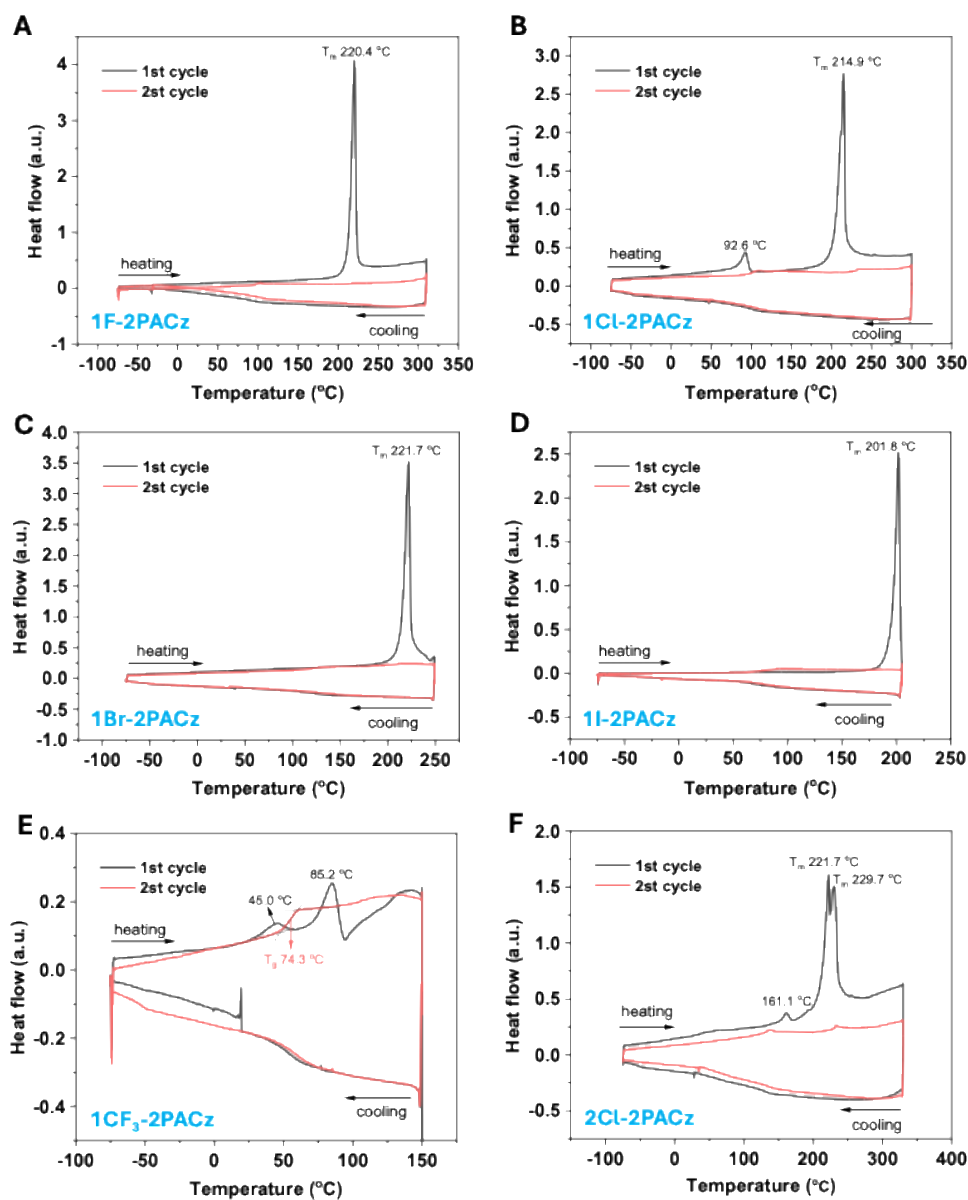 A
Tm 220.4 °C
1st cycle
2st cycle
Heat flow (a.u.)
4
3
2
1
0
-1
heating
cooling
1F-2PACz
-100 -50 0 50 100 150 200 250 300 350
Temperature (°C)
B
Tm 214.9 °C
1st cycle
2st cycle
Heat flow (a.u.)
3.0
2.5
2.0
1.5
1.0
0.5
0.0
-0.5
92.6 °C
heating
cooling
1Cl-2PACz
-100 -50 0 50 100 150 200 250 300 350
Temperature (°C)
C
Tm 221.7 °C
1st cycle
2st cycle
Heat flow (a.u.)
4.0
3.5
3.0
2.5
2.0
1.5
1.0
0.5
0.0
-0.5
-1.0
heating
cooling
1Br-2PACz
-100 -50 0 50 100 150 200 250
Temperature (°C)
D
Tm 201.8 °C
1st cycle
2st cycle
Heat flow (a.u.)
2.5
2.0
1.5
1.0
0.5
0.0
-0.5
heating
cooling
1I-2PACz
-100 -50 0 50 100 150 200 250
Temperature (°C)
E
1st cycle
2st cycle
Heat flow (a.u.)
0.4
0.2
0.0
-0.2
-0.4
45.0 °C
85.2 °C
Tg 74.3 °C
heating
cooling
1CF3-2PACz
-100 -50 0 50 100 150
Temperature (°C)
F
1st cycle
2st cycle
Tm 221.7 °C
Tm 229.7 °C
Heat flow (a.u.)
2.0
1.5
1.0
0.5
0.0
-0.5
161.1 °C
heating
cooling
2Cl-2PACz
-100 0 100 200 300 400
Temperature (°C)